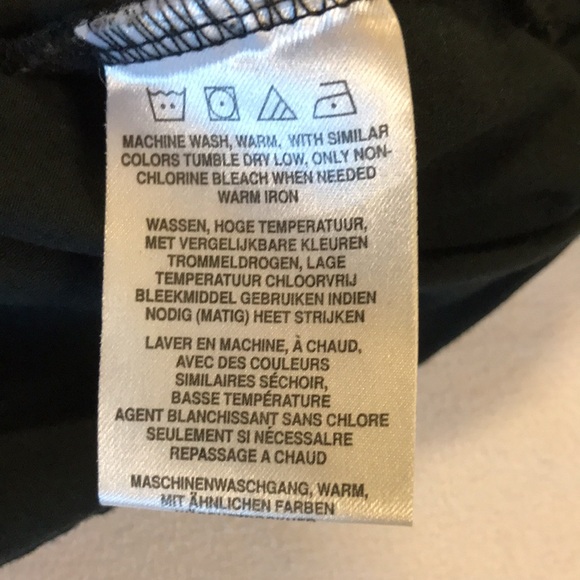 MACHINE WASH, WARM, WITH SIMILAR
COLORS TUMBLE DRY LOW, ONLY NON-
CHLORINE BLEACH WHEN NEEDED
WARM IRON
WASSEN, HOGE TEMPERATUUR,
MET VERGELIJKBARE KLEUREN
TROMMELDROGEN, LAGE
TEMPERATUUR CHLOORVRIJ
BLEEKMIDDEL GEBRUIKEN INDIEN
NODIG (MATIG) HEET STRIJKEN
LAVER EN MACHINE, À CHAUD,
AVEC DES COULEURS
SIMILAIRES SÉCHOIR,
BASSE TEMPÉRATURE
AGENT BLANCHISSANT SANS CHLORE
SEULEMENT SI NÉCESSALRE
REPASSAGE A CHAUD
MASCHINENWASCHGANG, WARM,
MIT ÄHNLICHEN FARBEN